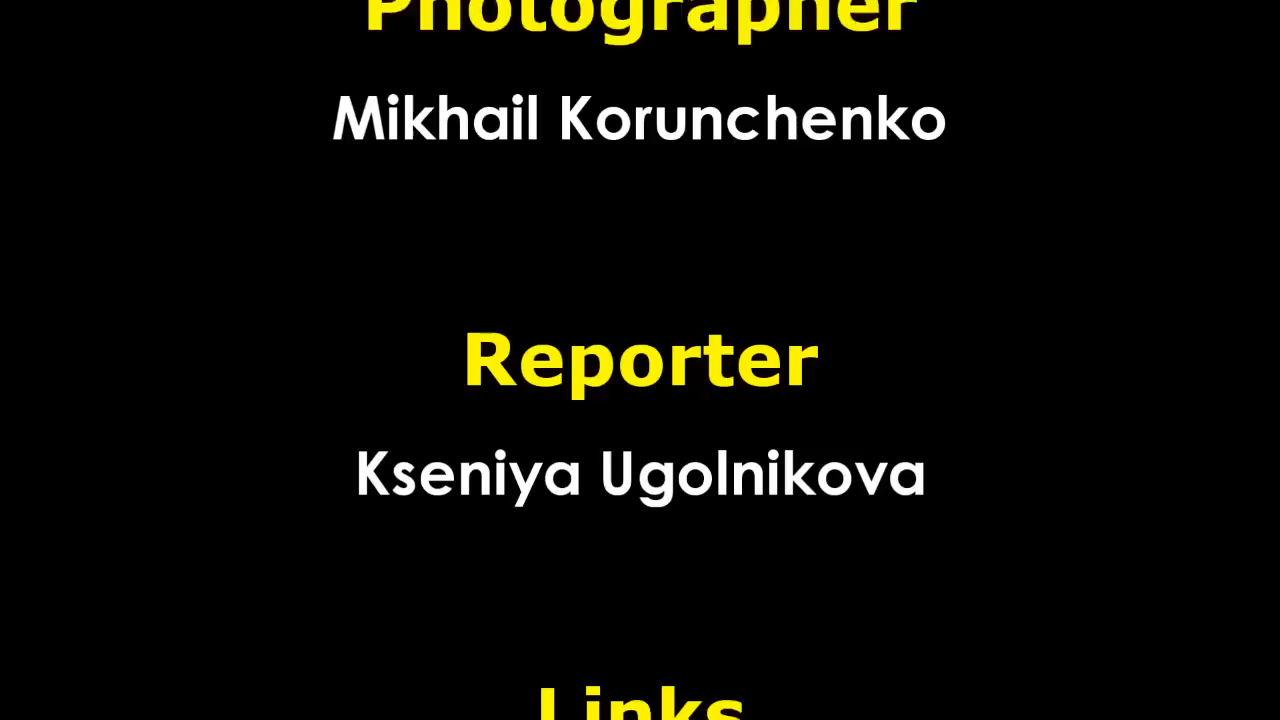 Photographer
Mikhail Korunchenko
Reporter
Kseniya Ugolnikova
Links